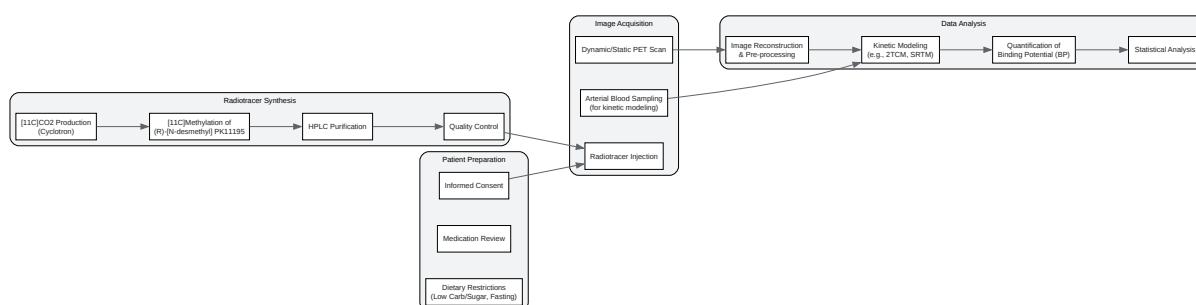 Radiotracer Synthesis
[11C]CO2 Production
(Cyclotron)
[11C]Methylation of
(R)-[N-desmethyl] PK11195
HPLC Purification
Quality Control
Patient Preparation
Informed Consent
Medication Review
Dietary Restrictions
(Low Carb/Sugar, Fasting)
Image Acquisition
Dynamic/Static PET Scan
Arterial Blood Sampling
(for kinetic modeling)
Radiotracer Injection
Data Analysis
Image Reconstruction
& Pre-processing
Kinetic Modeling
(e.g., 2TCM, SRTM)
Quantification of
Binding Potential (BP)
Statistical Analysis